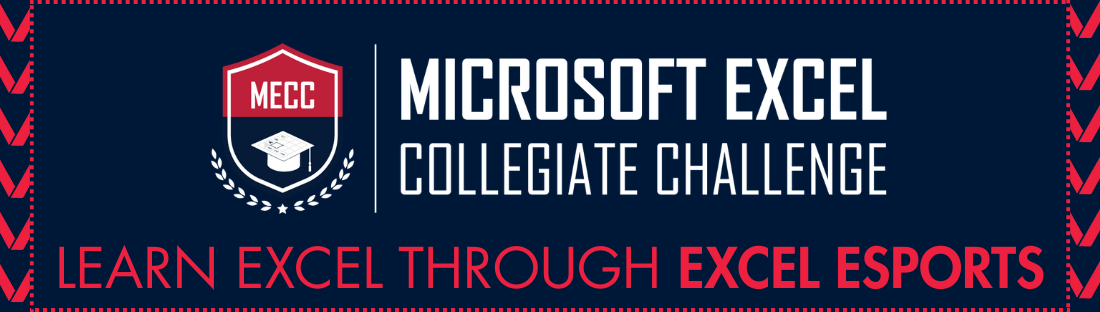 MECC
MICROSOFT EXCEL
COLLEGIATE CHALLENGE
LEARN EXCEL THROUGH EXCEL ESPORTS